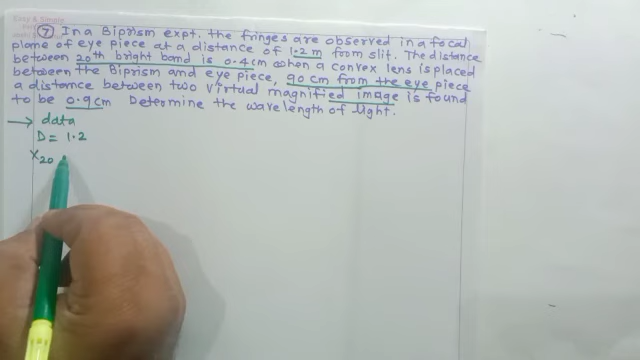 Easy & Simple
7 In a Biprism expt. the fringes are observed in a focal
plane of eye piece at a distance of 1.2 m from slit. The distance
between 20th bright band is 0.4 cm when a convex lens is placed
between the Biprism and eye piece, 90 cm from the eye piece
a distance between two virtual magnified image is found
to be 0.9 cm Determine the wavelength of light.
→ data
D = 1.2
X20